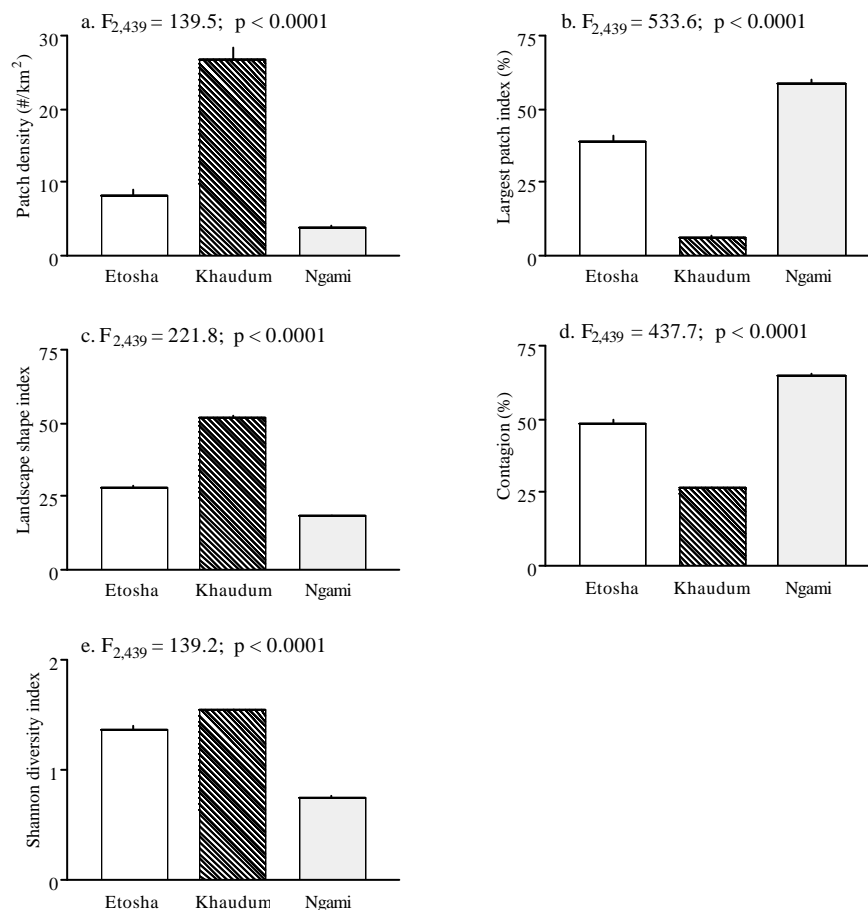 a. F2,439 = 139.5; p < 0.0001
Patch density (#/km²)
30
20
10
0
Etosha Khaudum Ngami
b. F2,439 = 533.6; p < 0.0001
Largest patch index (%)
75
50
25
0
Etosha Khaudum Ngami
c. F2,439 = 221.8; p < 0.0001
Landscape shape index
75
50
25
0
Etosha Khaudum Ngami
d. F2,439 = 437.7; p < 0.0001
Contagion (%)
75
50
25
0
Etosha Khaudum Ngami
e. F2,439 = 139.2; p < 0.0001
Shannon diversity index
2
1
0
Etosha Khaudum Ngami